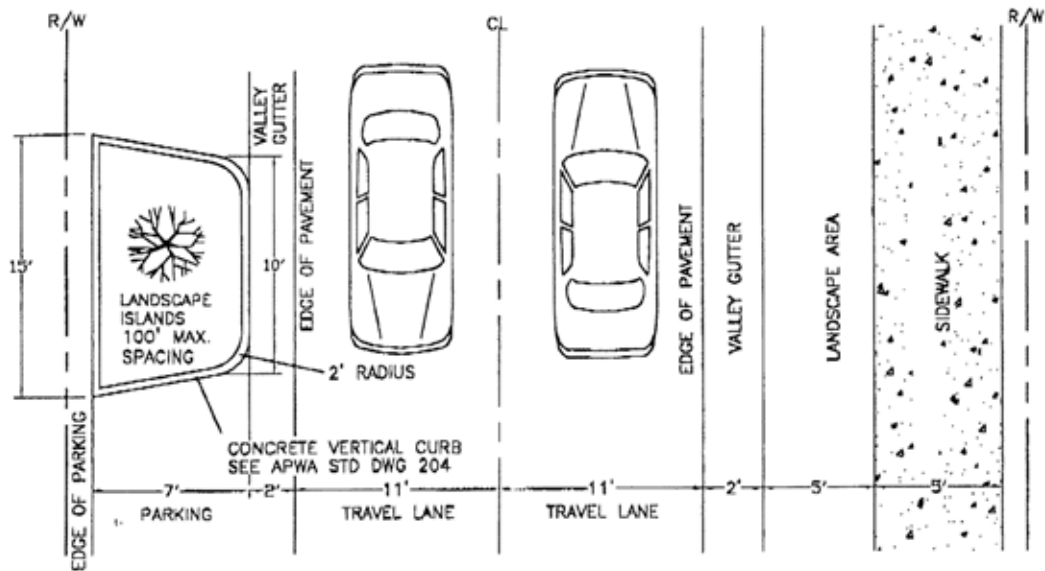 R/W
CL
R/W
VALLEY
GUTTER
15'
10'
EDGE OF PAVEMENT
LANDSCAPE
ISLANDS
100' MAX.
SPACING
2' RADIUS
EDGE OF PAVEMENT
VALLEY GUTTER
LANDSCAPE AREA
SIDEWALK
CONCRETE VERTICAL CURB
SEE APWA STD DWG 204
EDGE OF PARKING
7'
2'
11'
11'
2'
5'
5'
PARKING
TRAVEL LANE
TRAVEL LANE